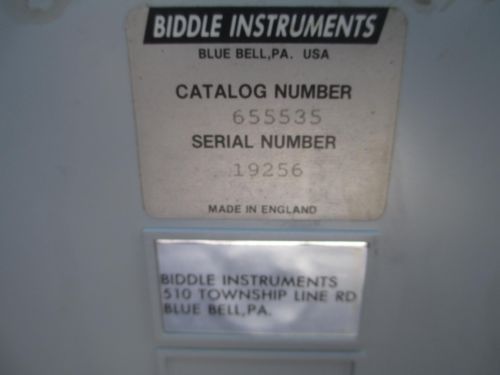 BIDDLE INSTRUMENTS
BLUE BELL,PA. USA
CATALOG NUMBER
655535
SERIAL NUMBER
19256
MADE IN ENGLAND
BIDDLE INSTRUMENTS
510 TOWNSHIP LINE RD
BLUE BELL,PA.